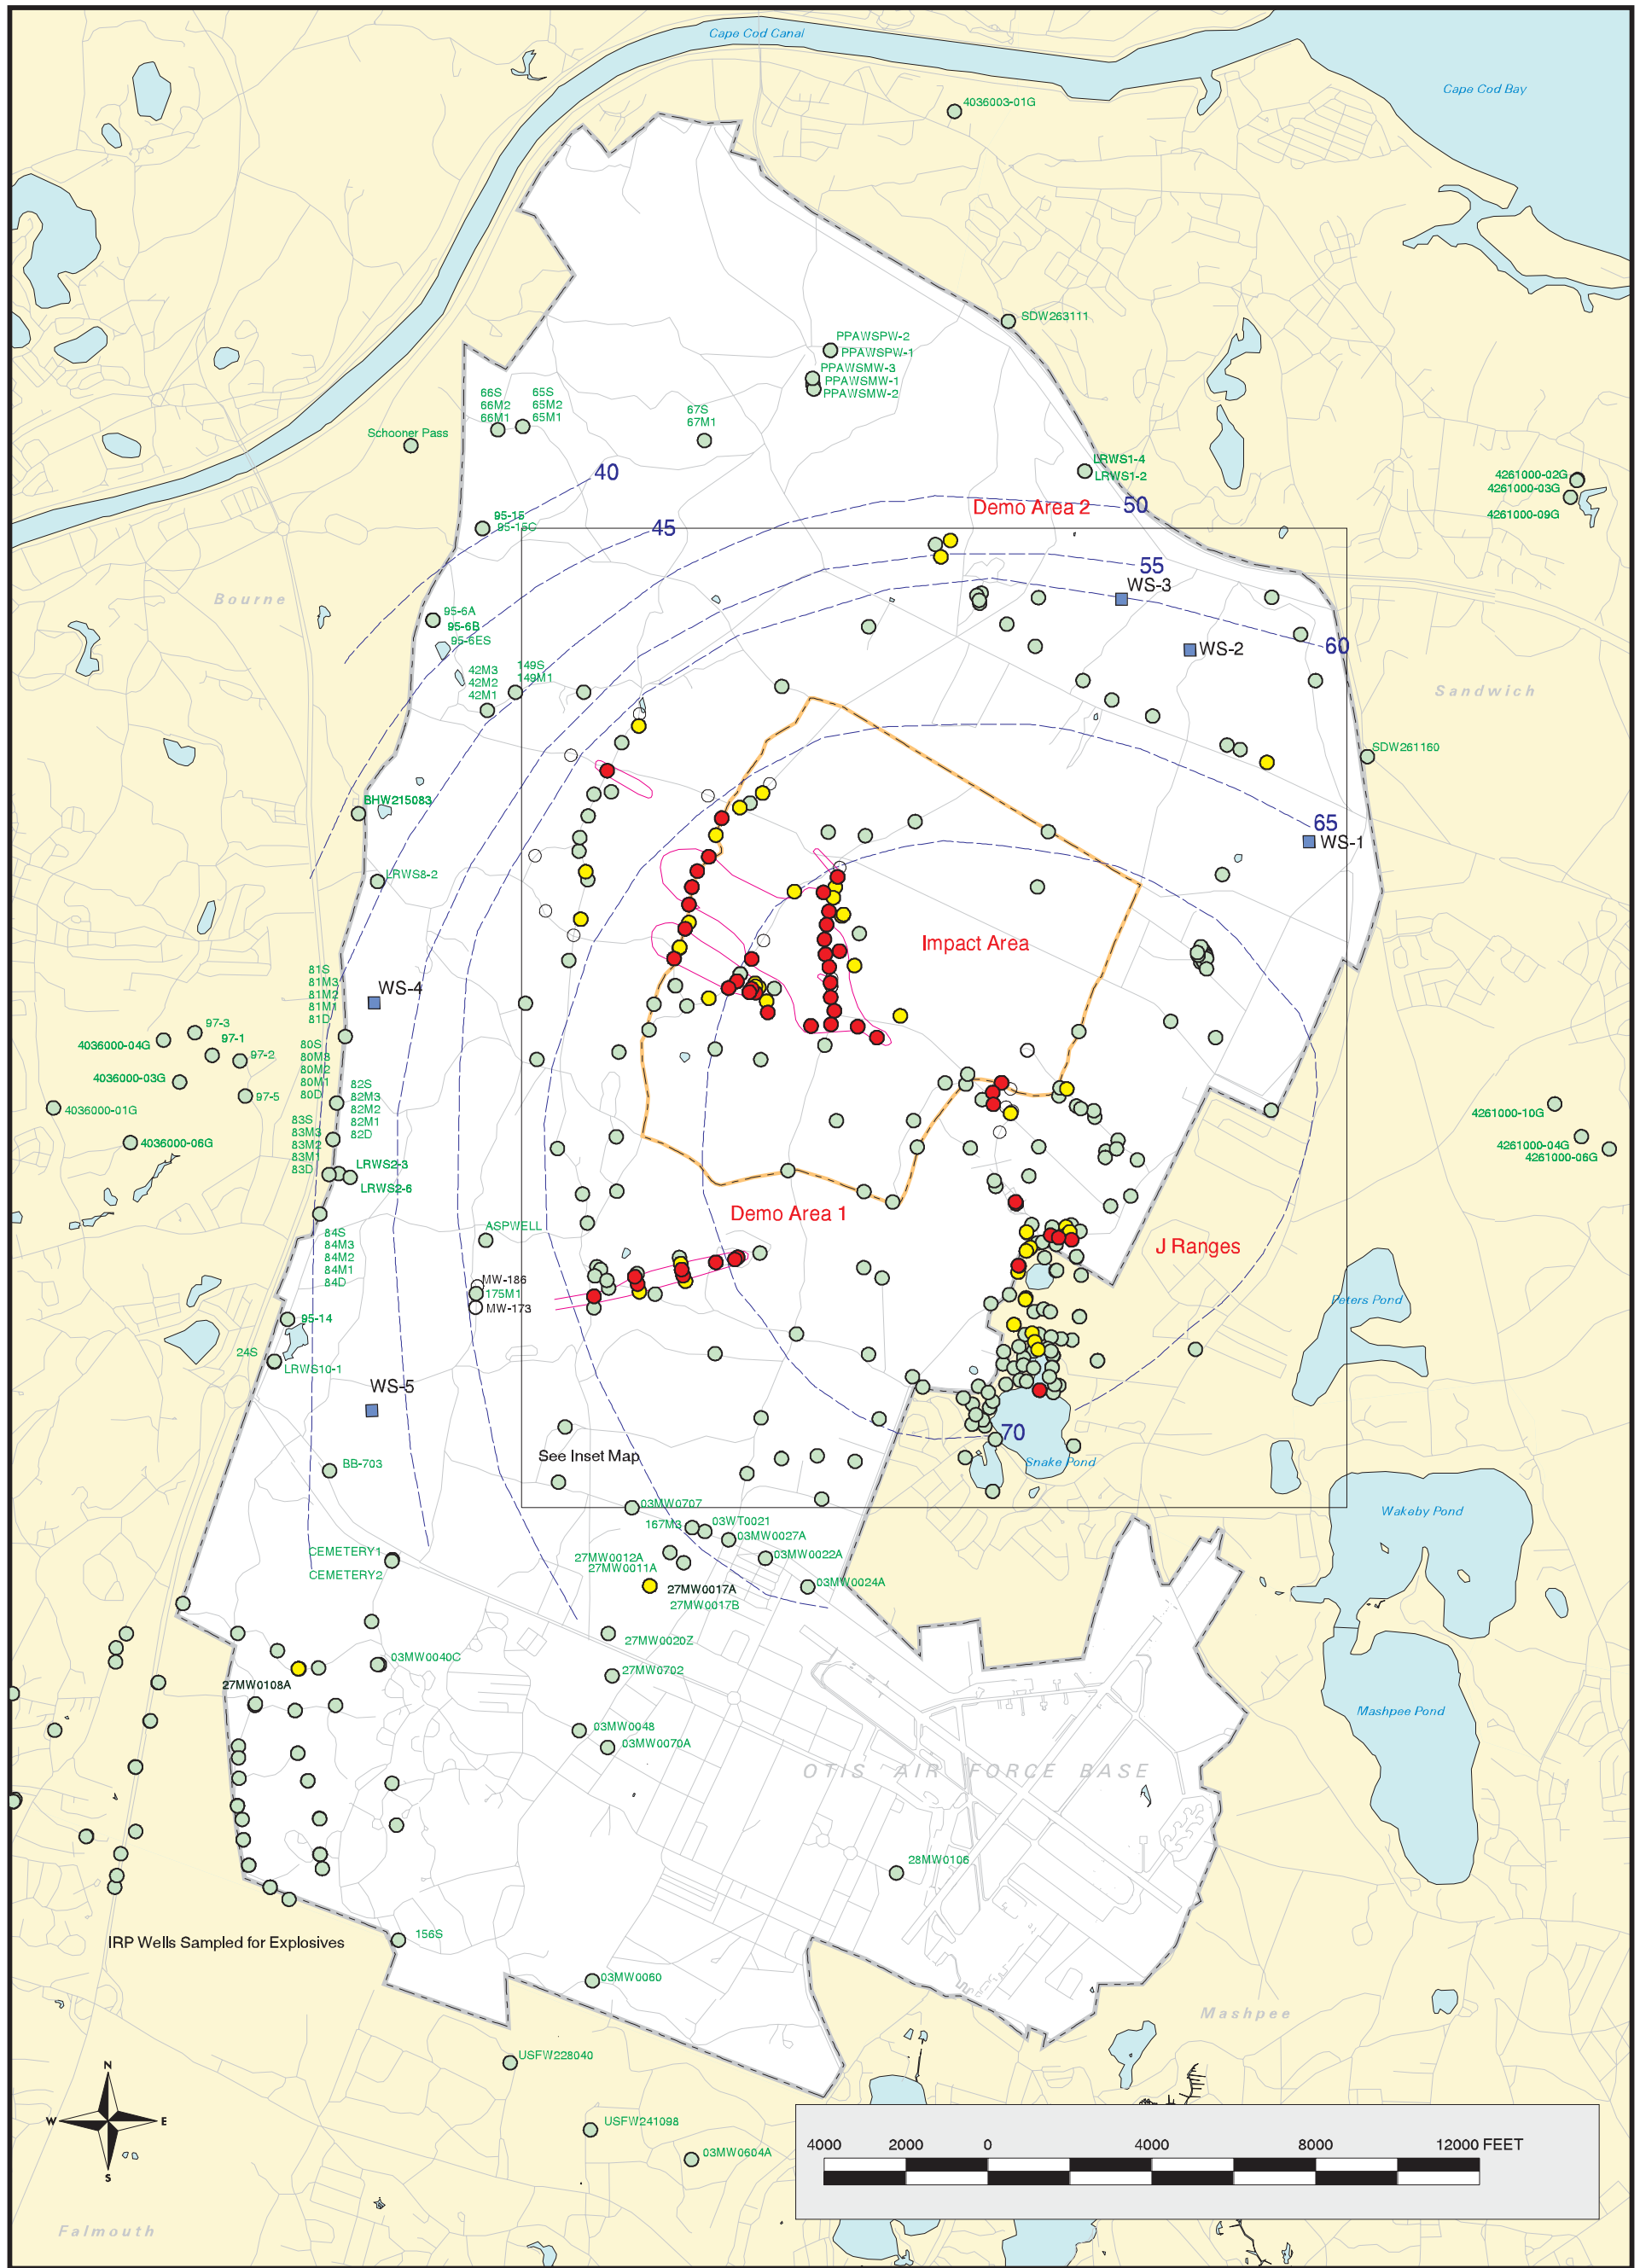 Cape Cod Canal
Cape Cod Bay
4036003-01G
SDW263111
PPAWSPW-2
PPAWSPW-1
PPAWSMW-3
PPAWSMW-1
PPAWSMW-2
66S
66M2
66M1
65S
65M2
65M1
67S
67M1
Schooner Pass
LRWS1-4
LRWS1-2
4261000-02G
4261000-03G
4261000-09G
40
45
50
Demo Area 2
95-15
95-15C
55
WS-3
Bourne
95-6A
95-6B
95-6ES
60
WS-2
42M3
42M2
42M1
149S
149M1
Sandwich
SDW261160
BHW215083
65
WS-1
LRWS8-2
Impact Area
81S
81M3
81M2
81M1
81D
WS-4
97-3
97-1
97-2
97-5
4036000-04G
4036000-03G
4036000-01G
4036000-06G
80S
80M3
80M2
80M1
80D
82S
82M3
82M2
82M1
82D
83S
83M3
83M2
83M1
83D
LRWS2-3
LRWS2-6
4261000-10G
4261000-04G
4261000-06G
84S
84M3
84M2
84M1
84D
ASPWELL
Demo Area 1
J Ranges
MW-186
175M1
MW-173
Peters Pond
95-14
24S
LRWS10-1
WS-5
70
See Inset Map
Snake Pond
BB-703
Wakeby Pond
03MW0707
167M3
03WT0021
03MW0027A
03MW0022A
03MW0024A
27MW0012A
27MW0011A
27MW0017A
27MW0017B
CEMETERY1
CEMETERY2
27MW0020Z
03MW0040C
27MW0702
27MW0108A
Mashpee Pond
03MW0048
03MW0070A
OTIS AIR FORCE BASE
28MW0106
156S
IRP Wells Sampled for Explosives
03MW0060
Mashpee
USFW228040
N
W
E
S
USFW241098
03MW0604A
4000 2000 0 4000 8000 12000 FEET
Falmouth